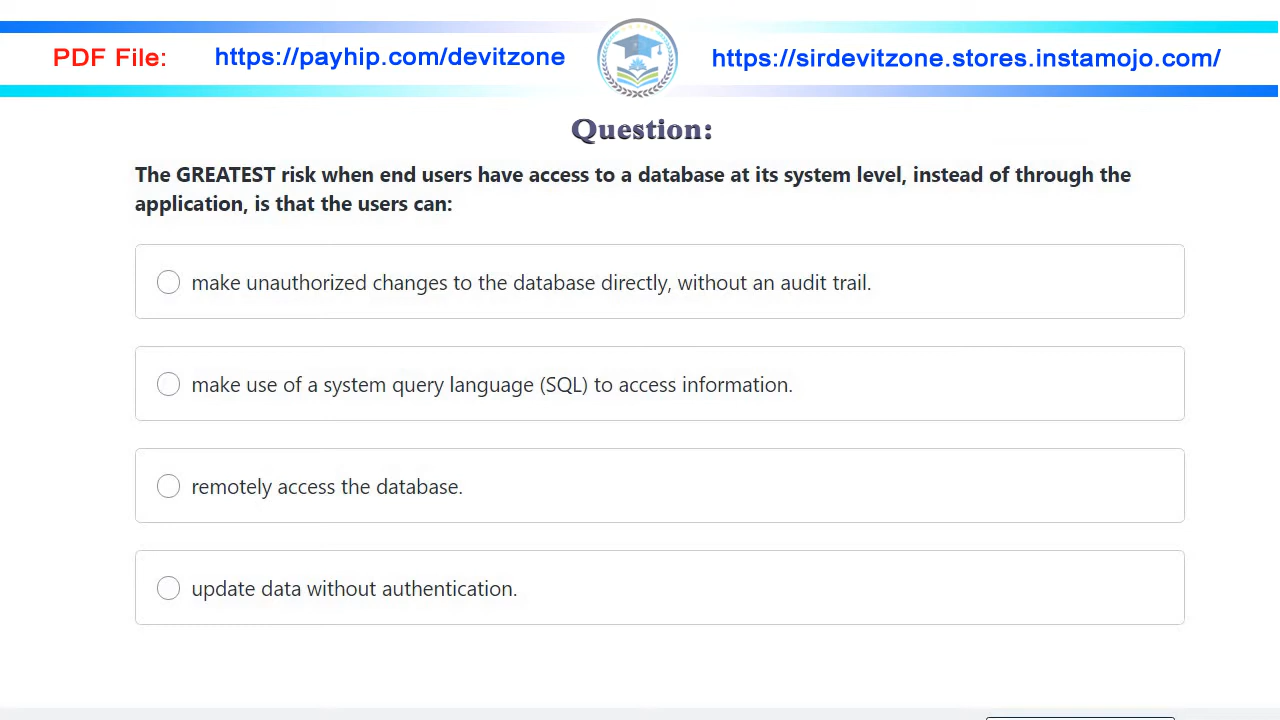 PDF File: https://payhip.com/devitzone https://sirdevitzone.stores.instamojo.com/
Question:
The GREATEST risk when end users have access to a database at its system level, instead of through the
application, is that the users can:
make unauthorized changes to the database directly, without an audit trail.
make use of a system query language (SQL) to access information.
remotely access the database.
update data without authentication.